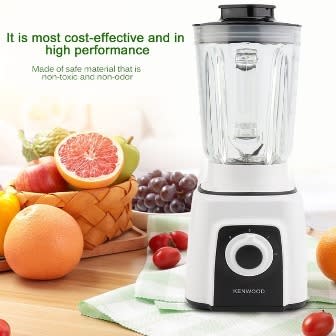 It is most cost-effective and in
high performance
Made of safe material that is
non-toxic and non-odor
KENWOOD